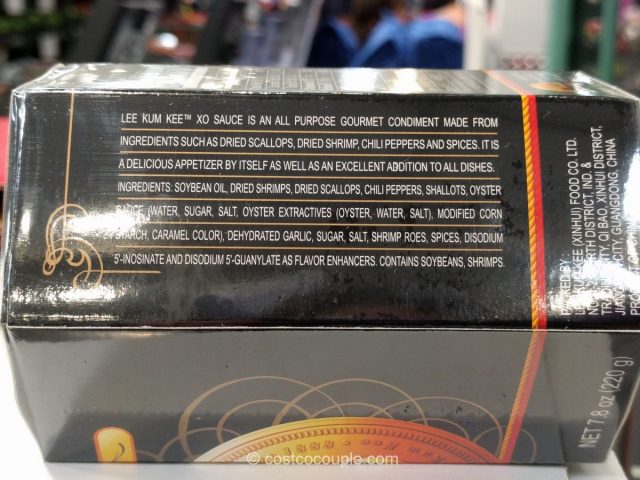 LEE KUM KEE™ XO SAUCE IS AN ALL PURPOSE GOURMET CONDIMENT MADE FROM
INGREDIENTS SUCH AS DRIED SCALLOPS, DRIED SHRIMP, CHILI PEPPERS AND SPICES. IT IS
A DELICIOUS APPETIZER BY ITSELF AS WELL AS AN EXCELLENT ADDITION TO ALL DISHES.
INGREDIENTS: SOYBEAN OIL, DRIED SHRIMPS, DRIED SCALLOPS, CHILI PEPPERS, SHALLOTS, OYSTER
(WATER, SUGAR, SALT, OYSTER EXTRACTIVES (OYSTER, WATER, SALT), MODIFIED CORN
STARCH, CARAMEL COLOR), DEHYDRATED GARLIC, SUGAR, SALT, SHRIMP ROES, SPICES, DISODIUM
5'-INOSINATE AND DISODIUM 5'-GUANYLATE AS FLAVOR ENHANCERS. CONTAINS SOYBEANS, SHRIMPS.
(XINHUI) FOOD CO. LTD.
NORTH DISTRICT IND. &
QI BAO, XINHUI DISTRICT,
CITY GUANGDONG, CHINA
NET 7.8 oz (220 g)
1888
© costcocouple.com